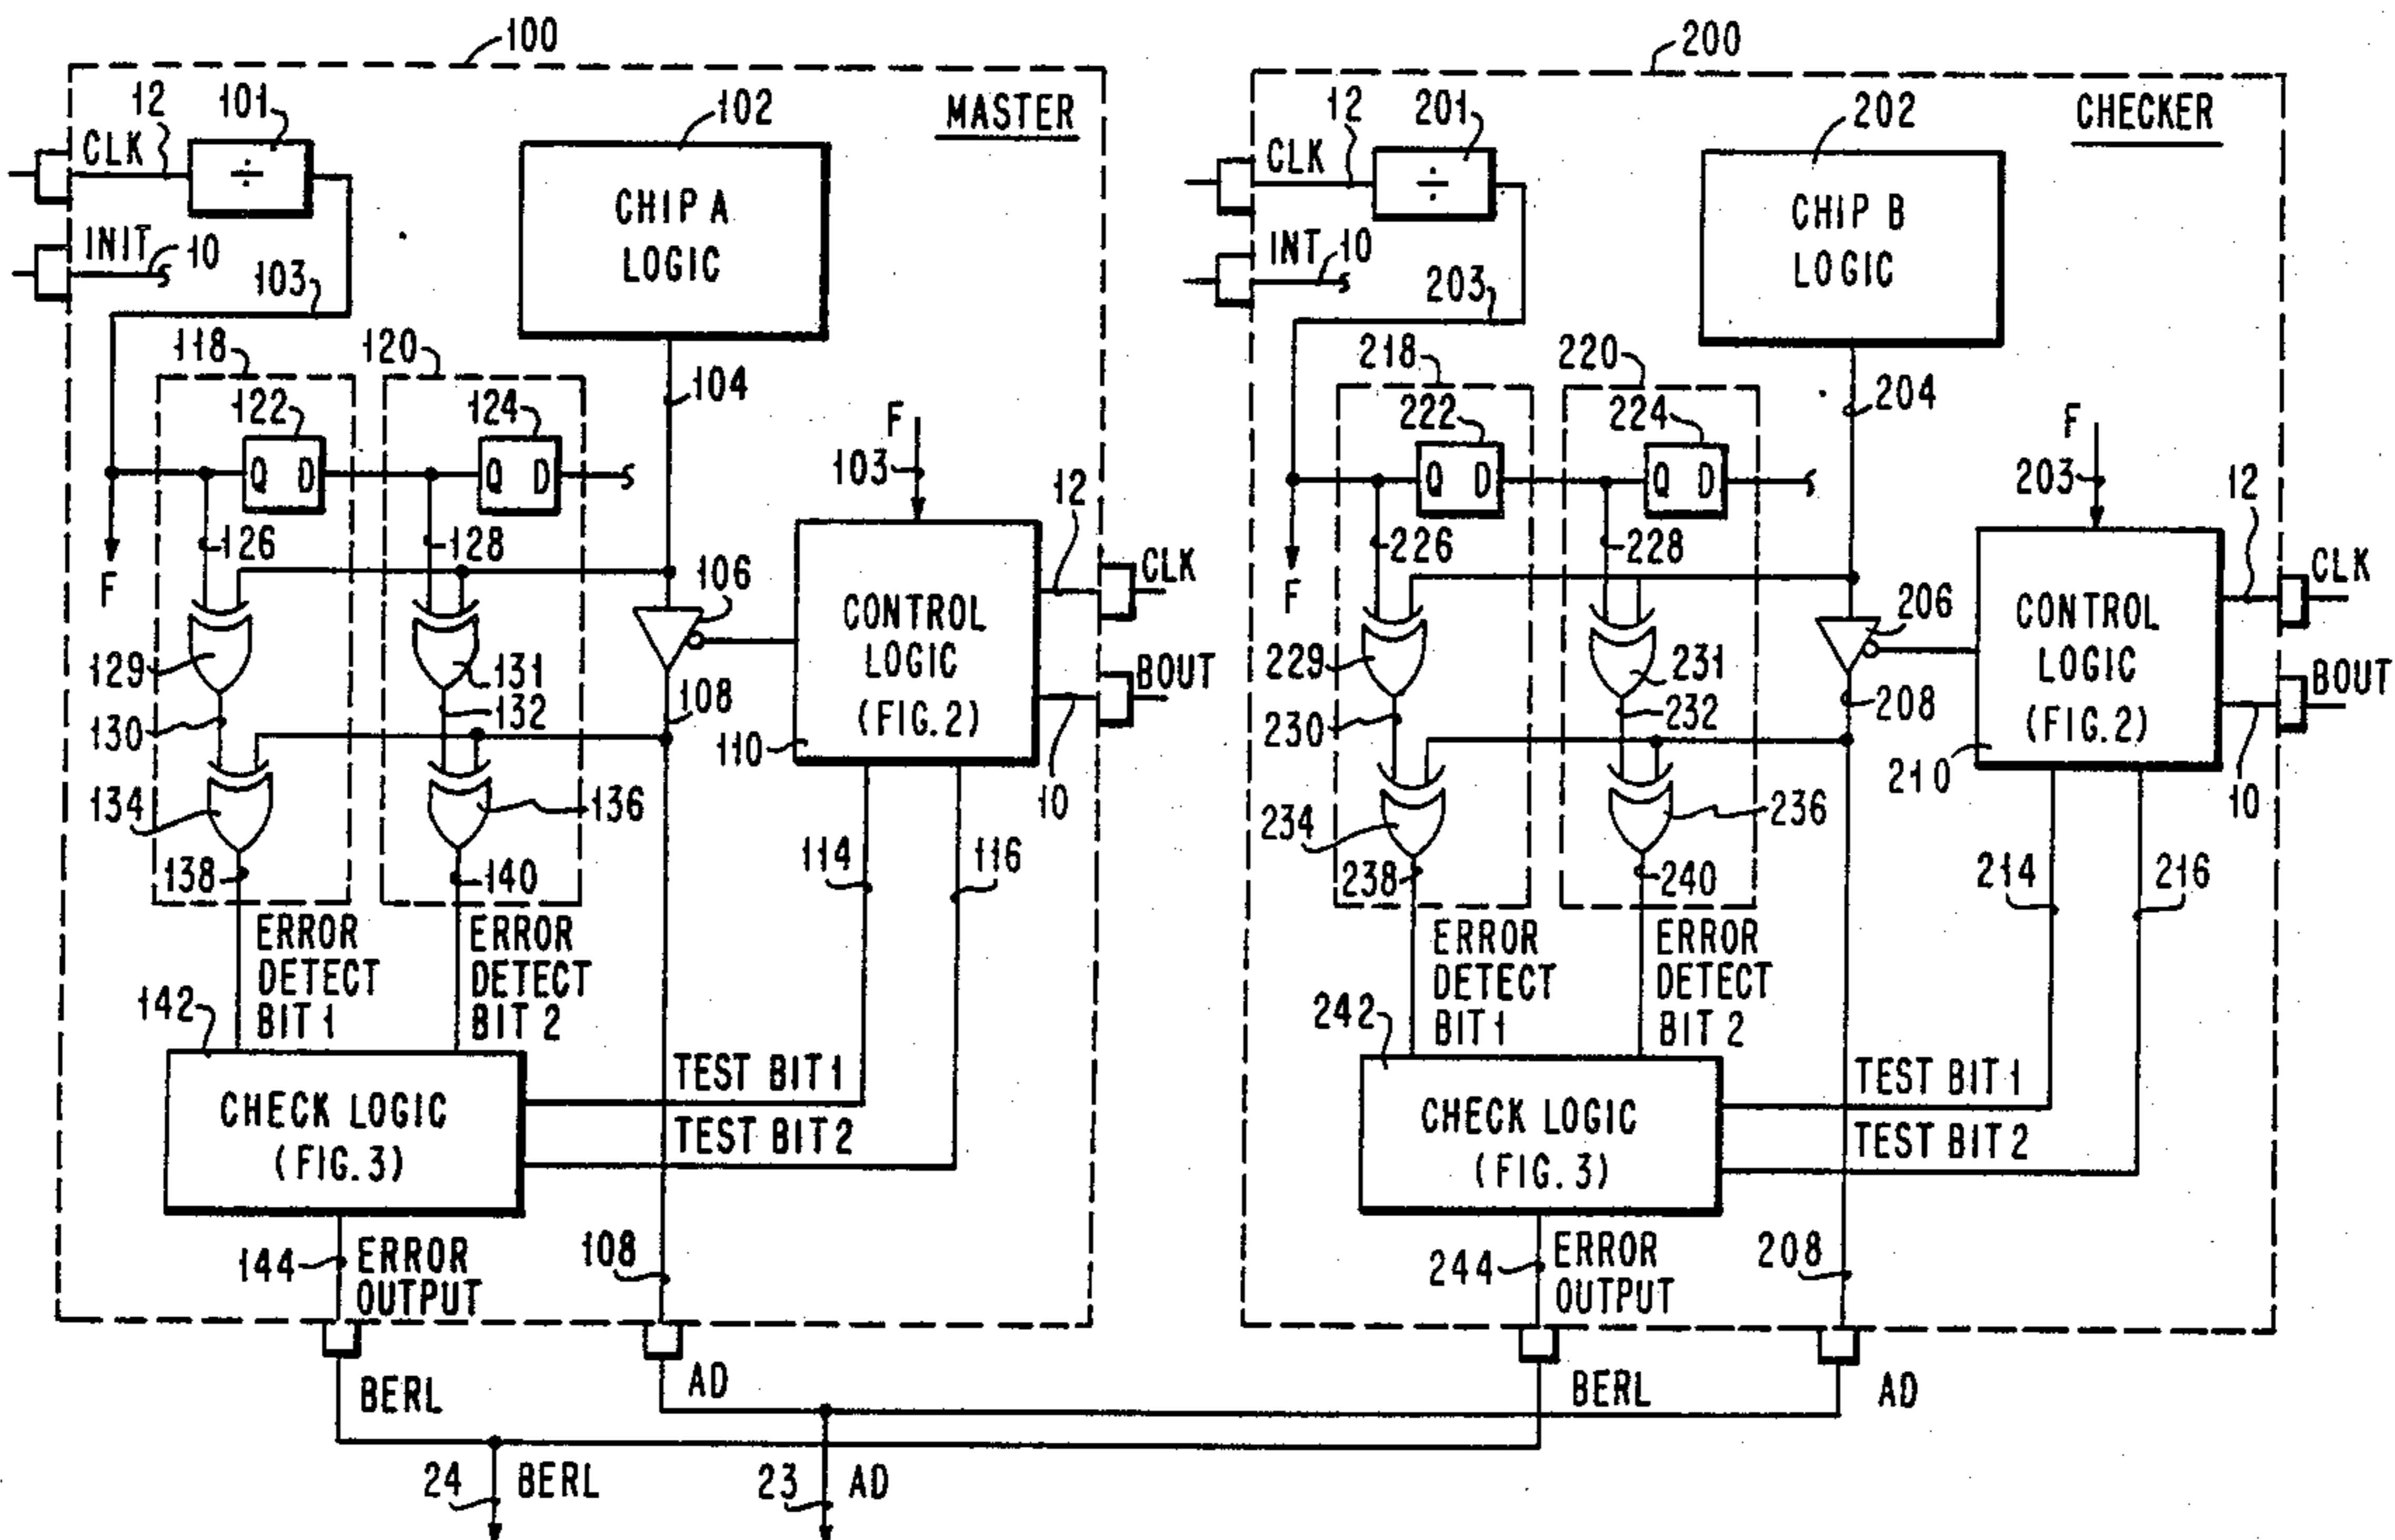 100
12
101
CLK
÷
INIT
10
103
102
CHIP A
LOGIC
MASTER
118
120
122
124
104
Q D
Q D
F
103
126
128
F
106
12
CLK
129
131
130
132
108
110
CONTROL
LOGIC
(FIG.2)
BOUT
10
134
136
138
140
114
116
ERROR
DETECT
BIT 1
ERROR
DETECT
BIT 2
142
CHECK LOGIC
(FIG.3)
TEST BIT 1
TEST BIT 2
144
ERROR
OUTPUT
108
BERL
AD
200
12
201
CLK
÷
INT
10
203
202
CHIP B
LOGIC
CHECKER
218
220
222
224
204
Q D
Q D
F
203
226
228
F
206
12
CLK
229
231
230
232
208
210
CONTROL
LOGIC
(FIG.2)
BOUT
10
234
236
238
240
214
216
ERROR
DETECT
BIT 1
ERROR
DETECT
BIT 2
242
CHECK LOGIC
(FIG.3)
TEST BIT 1
TEST BIT 2
244
ERROR
OUTPUT
208
BERL
AD
24
BERL
23
AD